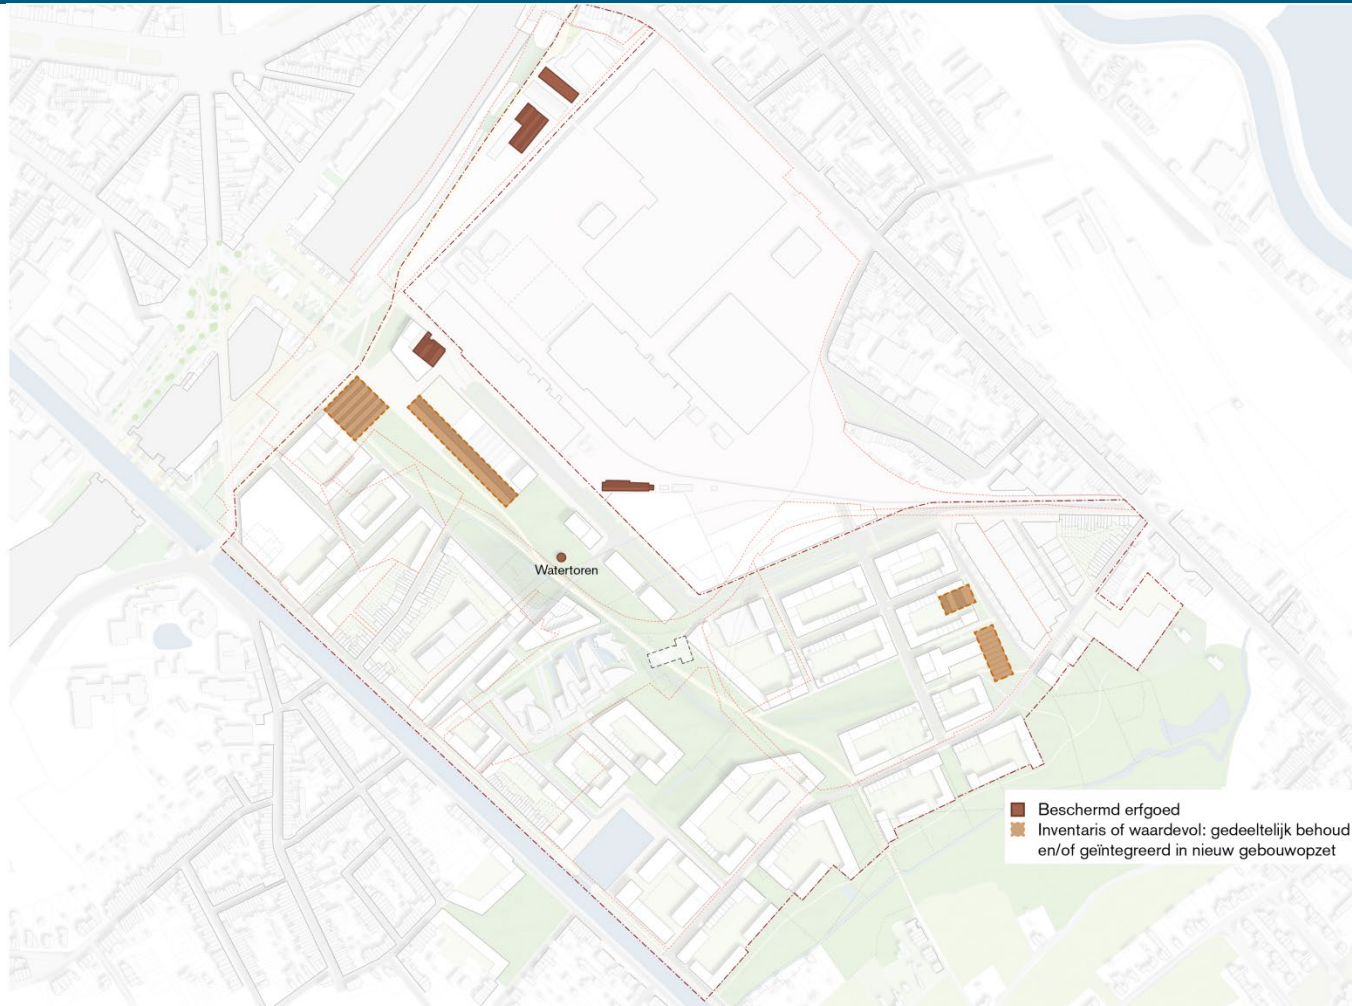 Watertoren
Beschermd erfgoed
Inventaris of waardevol: gedeeltelijk behoud
en/of geïntegreerd in nieuw gebouwopzet